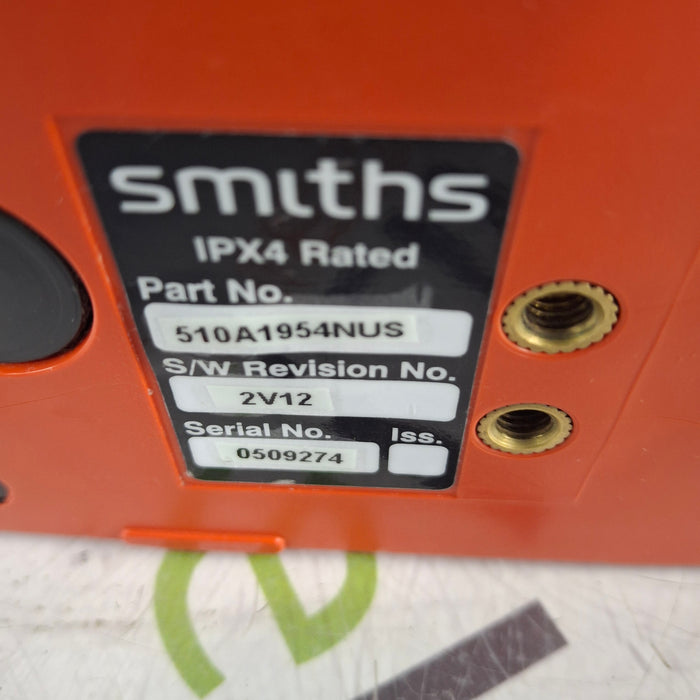 smiths
IPX4 Rated
Part No.
510A1954NUS
S/W Revision No.
2V12
Serial No. Iss.
0509274